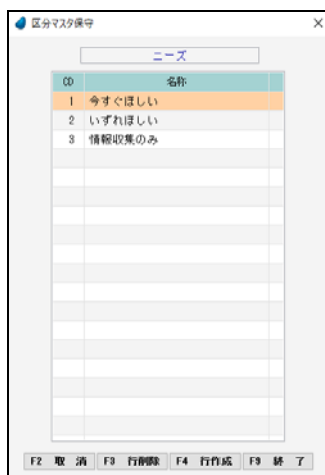 区分マスタ保守
ニーズ
CD 名称
1 今すぐほしい
2 いずれほしい
3 情報収集のみ
F2 取 消 F3 行削除 F4 行作成 F9 終 了